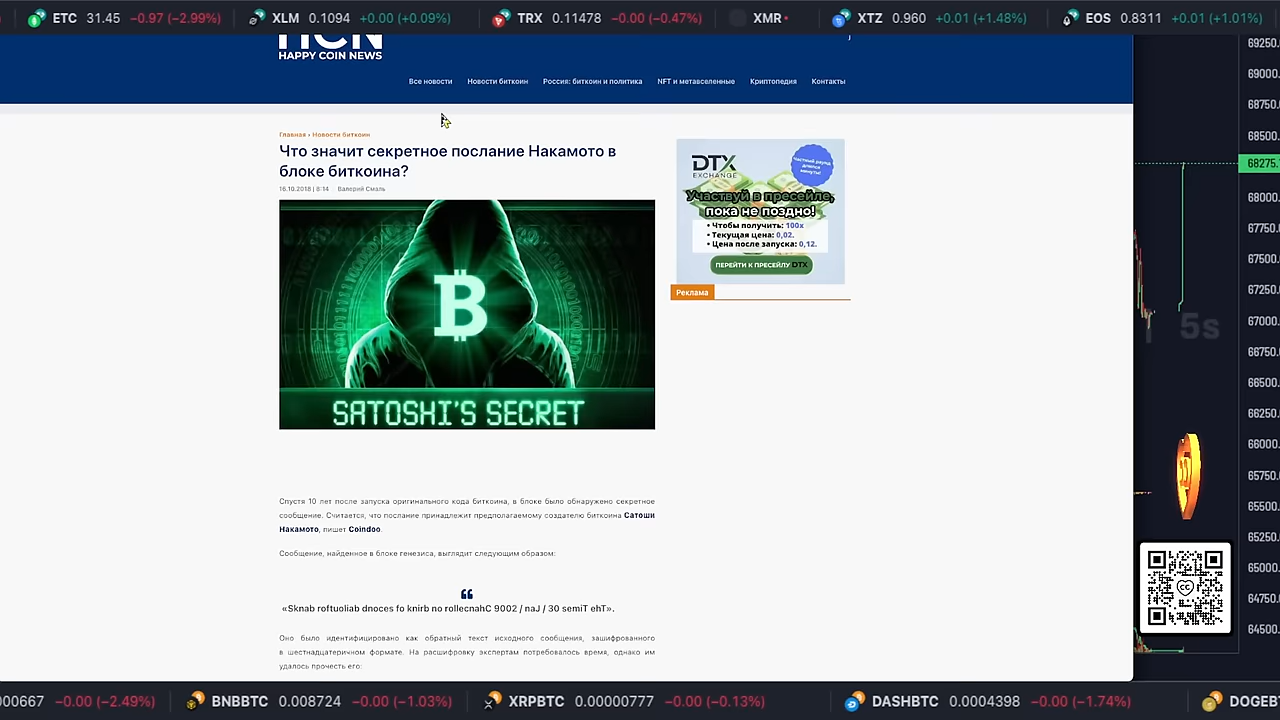 ETC 31.45 -0.97 (-2.99%) XLM 0.1094 +0.00 (+0.09%) TRX 0.11478 -0.00 (-0.47%) XMR XTZ 0.960 +0.01 (+1.48%) EOS 0.8311 +0.01 (+1.01%)
HCN
HAPPY COIN NEWS
Все новости Новости биткоин Россия: биткоин и политика NFT и метавселенные Криптопедия Контакты
Главная › Новости биткоин
Что значит секретное послание Накамото в
блоке биткоина?
16.10.2018 | 8:14 Валерий Смаль
SATOSHI'S SECRET
Спустя 10 лет после запуска оригинального кода биткоина, в блоке было обнаружено секретное
сообщение. Считается, что послание принадлежит предполагаемому создателю биткоина Сатоши
Накамото, пишет Coindoo.
Сообщение, найденное в блоке генезиса, выглядит следующим образом:
«Sknab roftuoliab dnoces fo knirb no rollecnahC 9002 / naJ / 30 semiT ehT».
Оно было идентифицировано как обратный текст исходного сообщения, зашифрованного
в шестнадцатеричном формате. На расшифровку экспертам потребовалось время, однако им
удалось прочесть его:
DTX
EXCHANGE
Участвуй в пресейле,
пока не поздно!
• Чтобы получить: 100x
• Текущая цена: 0,02.
• Цена после запуска: 0,12.
ПЕРЕЙТИ К ПРЕСЕЙЛУ DTX
Реклама
69250.
69000.
68750.
68500.
68275.
68000.
67750.
67500.
67250.
67000.
66750.
66500.
66250.
66000.
65750.
65500.
65250.
65000.
64750.
64500.
5s
000667 -0.00 (-2.49%) BNBBTC 0.008724 -0.00 (-1.03%) XRPBTC 0.00000777 -0.00 (-0.13%) DASHBTC 0.0004398 -0.00 (-1.74%) DOGEB